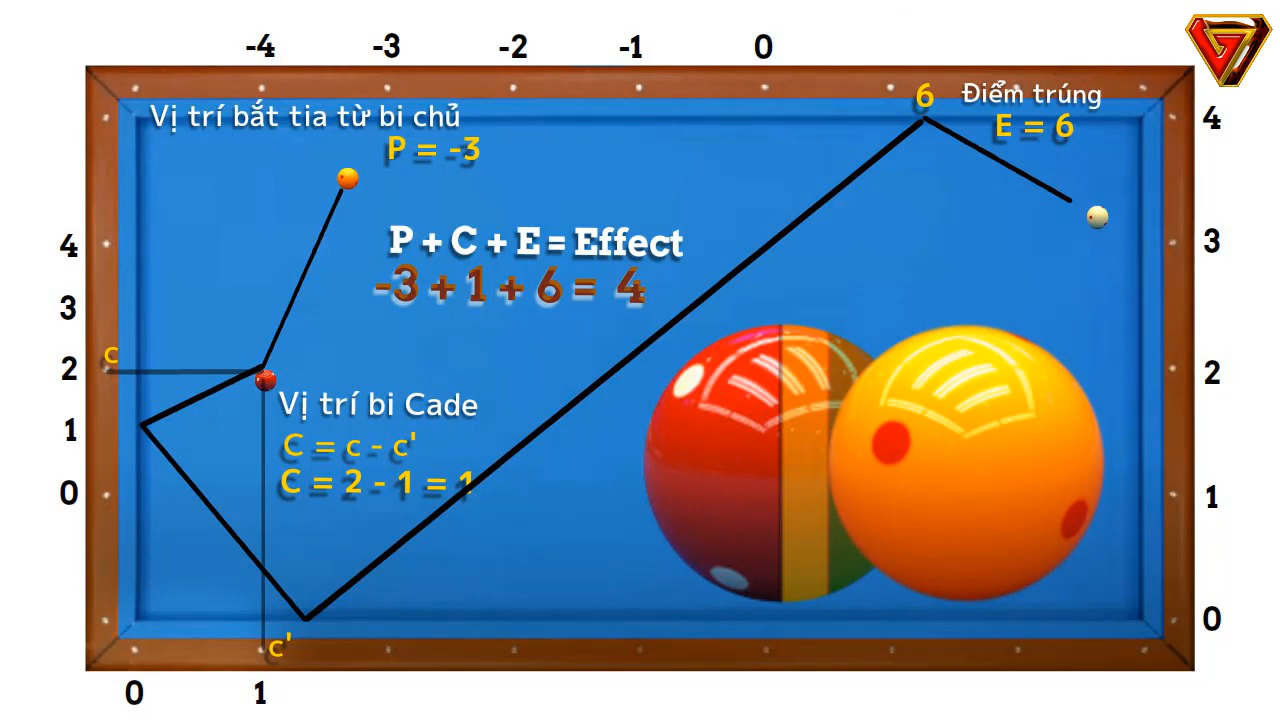 -4 -3 -2 -1 0
6 Điểm trúng
Vị trí bắt tia từ bi chủ
E = 6
4
P = -3
P + C + E = Effect
4
3
-3 + 1 + 6 = 4
3
c
2
2
Vị trí bi Cade
1
C = c - c'
C = 2 - 1 = 1
0
1
0
c'
0 1